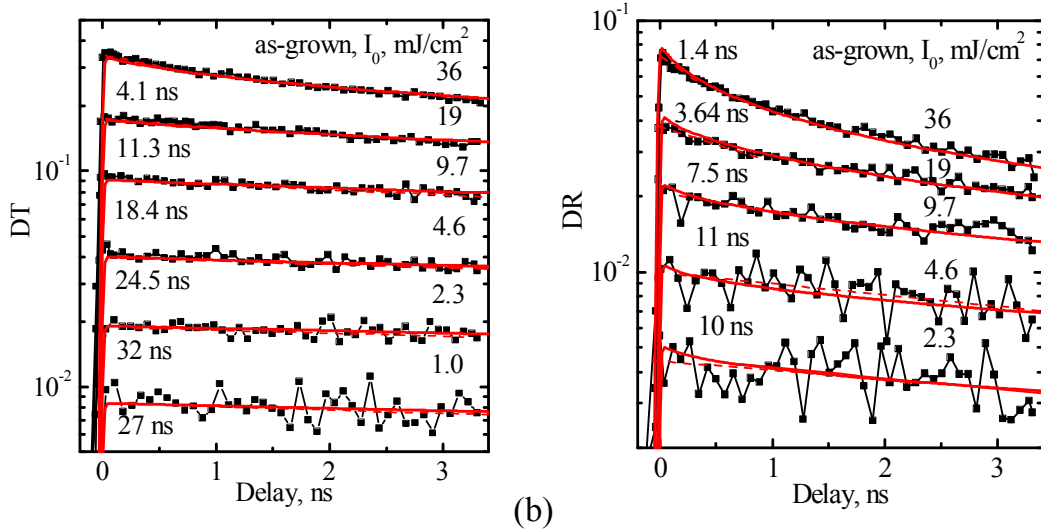 as-grown, I₀, mJ/cm²
36
4.1 ns
19
11.3 ns
9.7
18.4 ns
4.6
24.5 ns
2.3
32 ns
1.0
27 ns
10⁻¹
10⁻²
DT
0
1
2
3
Delay, ns
(b)
10⁻¹
1.4 ns
as-grown, I₀, mJ/cm²
3.64 ns
36
7.5 ns
19
9.7
11 ns
4.6
10 ns
2.3
10⁻²
DR
0
1
2
3
Delay, ns